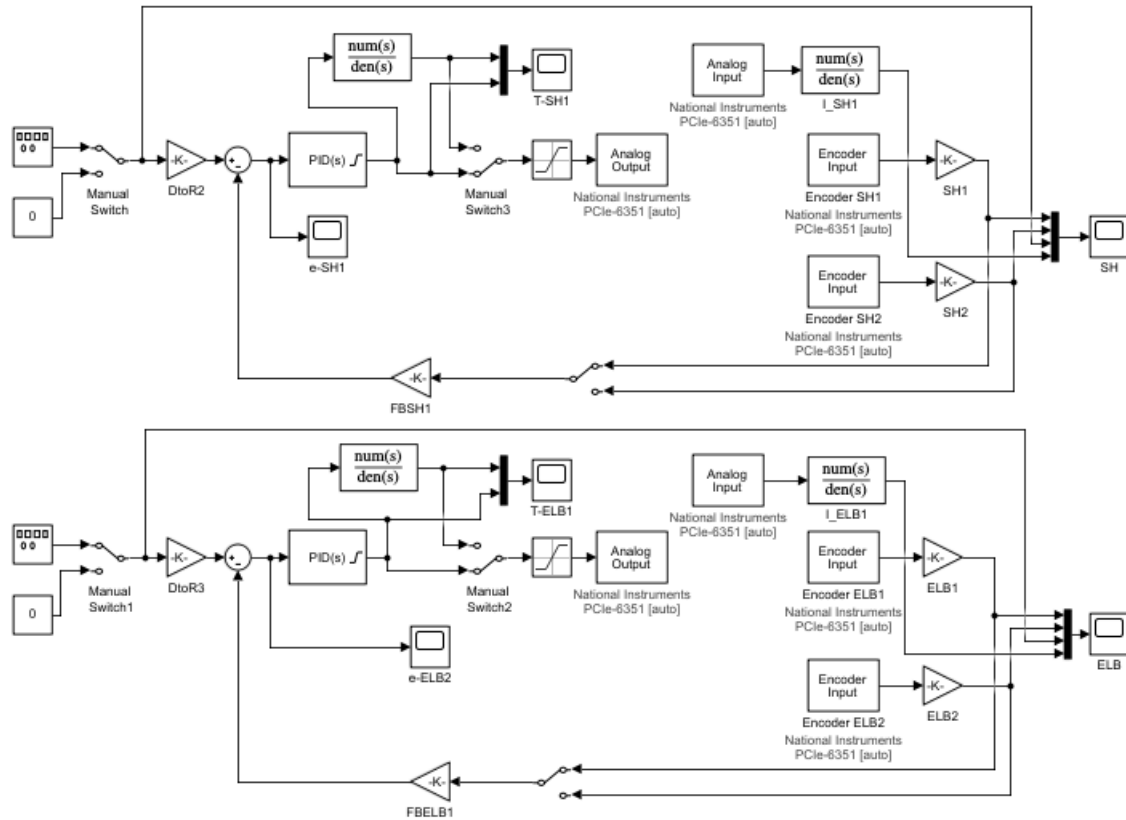 num(s)
den(s)
T-SH1
Analog
Input
National Instruments
PCIe-6351 [auto]
num(s)
den(s)
I_SH1
0
Manual
Switch
-K-
DtoR2
+
-
PID(s)
e-SH1
Manual
Switch3
Analog
Output
National Instruments
PCIe-6351 [auto]
Encoder
Input
Encoder SH1
National Instruments
PCIe-6351 [auto]
-K-
SH1
Encoder
Input
Encoder SH2
National Instruments
PCIe-6351 [auto]
-K-
SH2
SH
-K-
FBSH1
num(s)
den(s)
T-ELB1
Analog
Input
National Instruments
PCIe-6351 [auto]
num(s)
den(s)
I_ELB1
0
Manual
Switch1
-K-
DtoR3
+
-
PID(s)
e-ELB2
Manual
Switch2
Analog
Output
National Instruments
PCIe-6351 [auto]
Encoder
Input
Encoder ELB1
National Instruments
PCIe-6351 [auto]
-K-
ELB1
Encoder
Input
Encoder ELB2
National Instruments
PCIe-6351 [auto]
-K-
ELB2
ELB
-K-
FBELB1